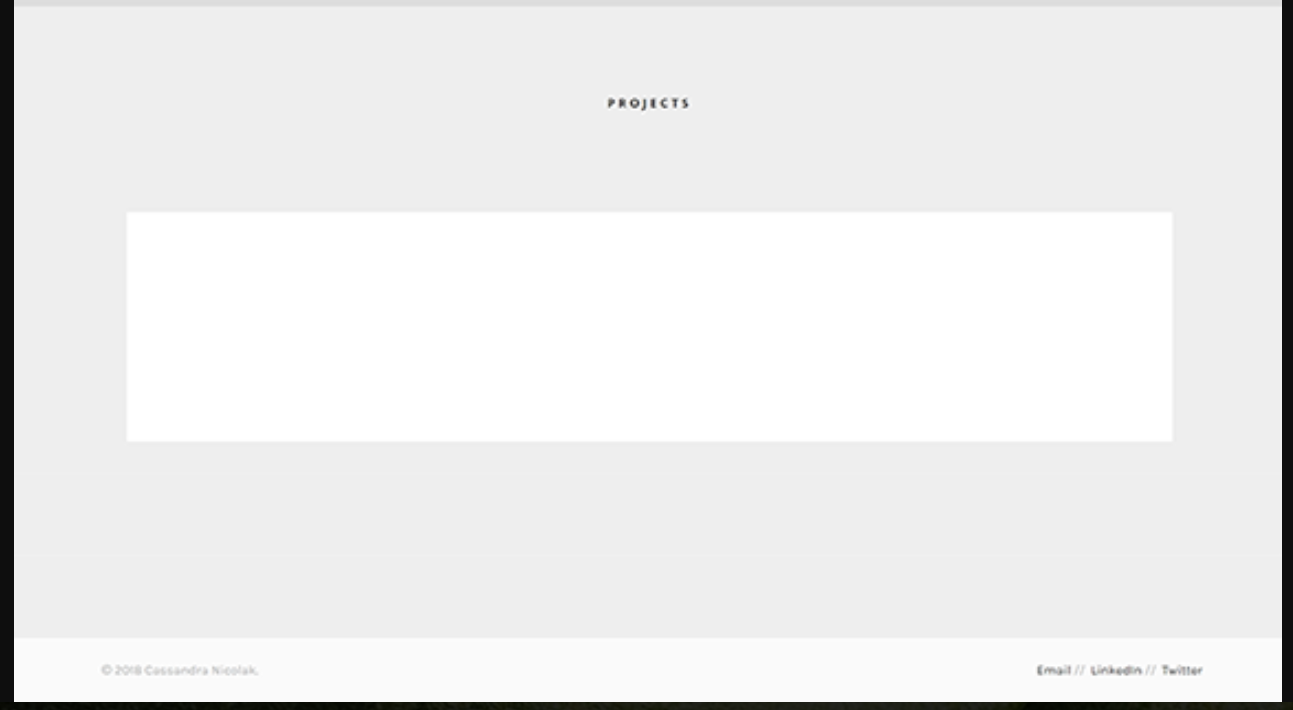 PROJECTS
© 2018 Cassandra Nicolak.
Email // LinkedIn // Twitter